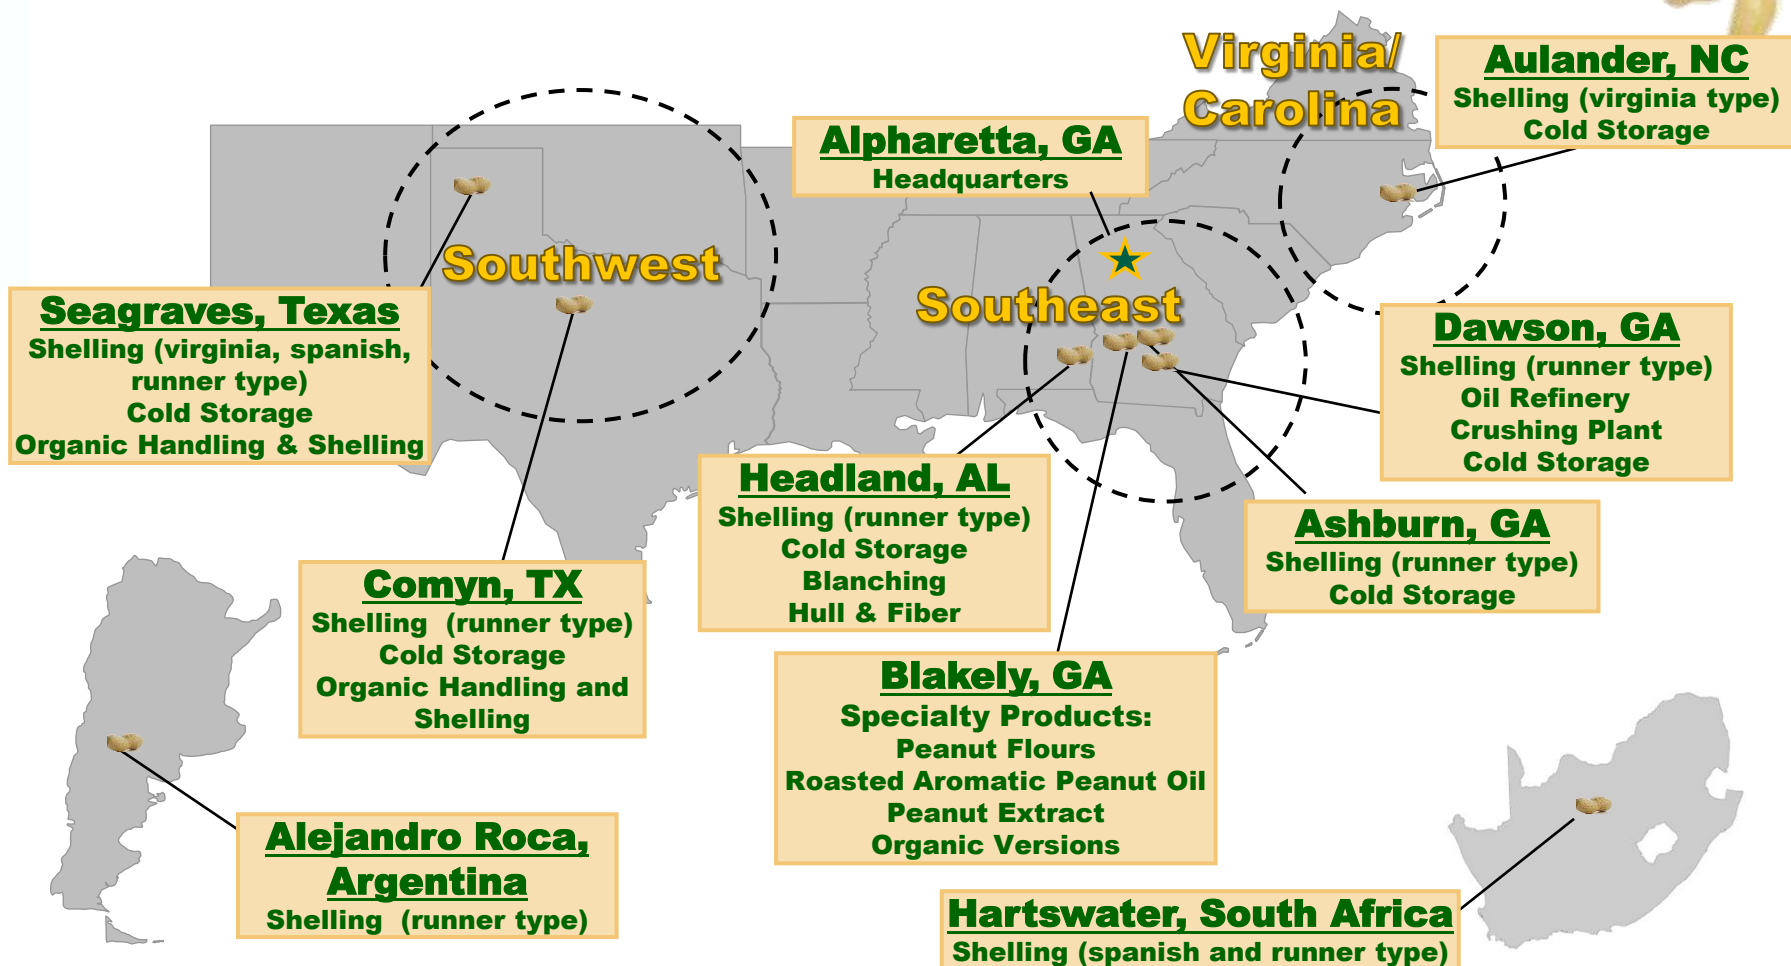 Virginia/
Carolina
Aulander, NC
Shelling (virginia type)
Cold Storage
Alpharetta, GA
Headquarters
Southwest
Southeast
Seagraves, Texas
Shelling (virginia, spanish,
runner type)
Cold Storage
Organic Handling & Shelling
Dawson, GA
Shelling (runner type)
Oil Refinery
Crushing Plant
Cold Storage
Headland, AL
Shelling (runner type)
Cold Storage
Blanching
Hull & Fiber
Ashburn, GA
Shelling (runner type)
Cold Storage
Comyn, TX
Shelling  (runner type)
Cold Storage
Organic Handling and
Shelling
Blakely, GA
Specialty Products:
Peanut Flours
Roasted Aromatic Peanut Oil
Peanut Extract
Organic Versions
Alejandro Roca,
Argentina
Shelling  (runner type)
Hartswater, South Africa
Shelling (spanish and runner type)